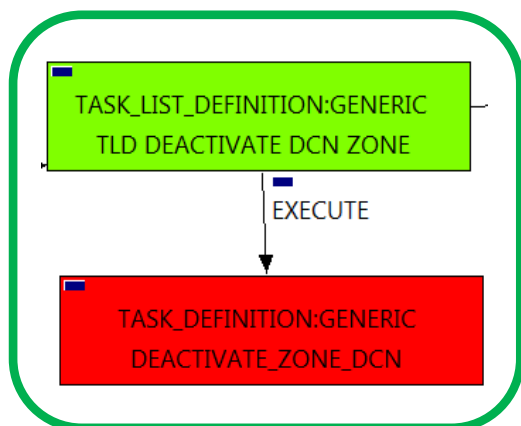 TASK_LIST_DEFINITION:GENERIC
TLD DEACTIVATE DCN ZONE
EXECUTE
TASK_DEFINITION:GENERIC
DEACTIVATE_ZONE_DCN